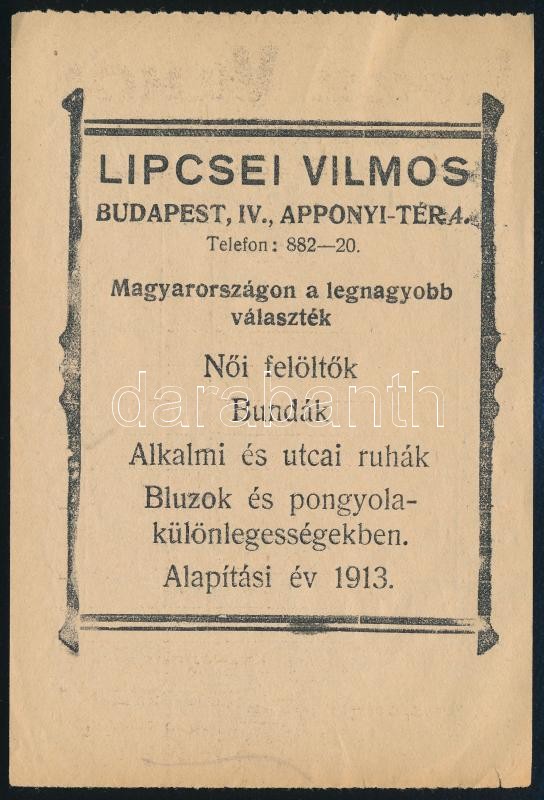 LIPCSEI VILMOS
BUDAPEST, IV., APPONYI-TÉR 4.
Telefon: 882—20.
Magyarországon a legnagyobb
választék
Női felöltők
darabanth
Bundák
Alkalmi és utcai ruhák
Bluzok és pongyola-
különlegességekben.
Alapítási év 1913.